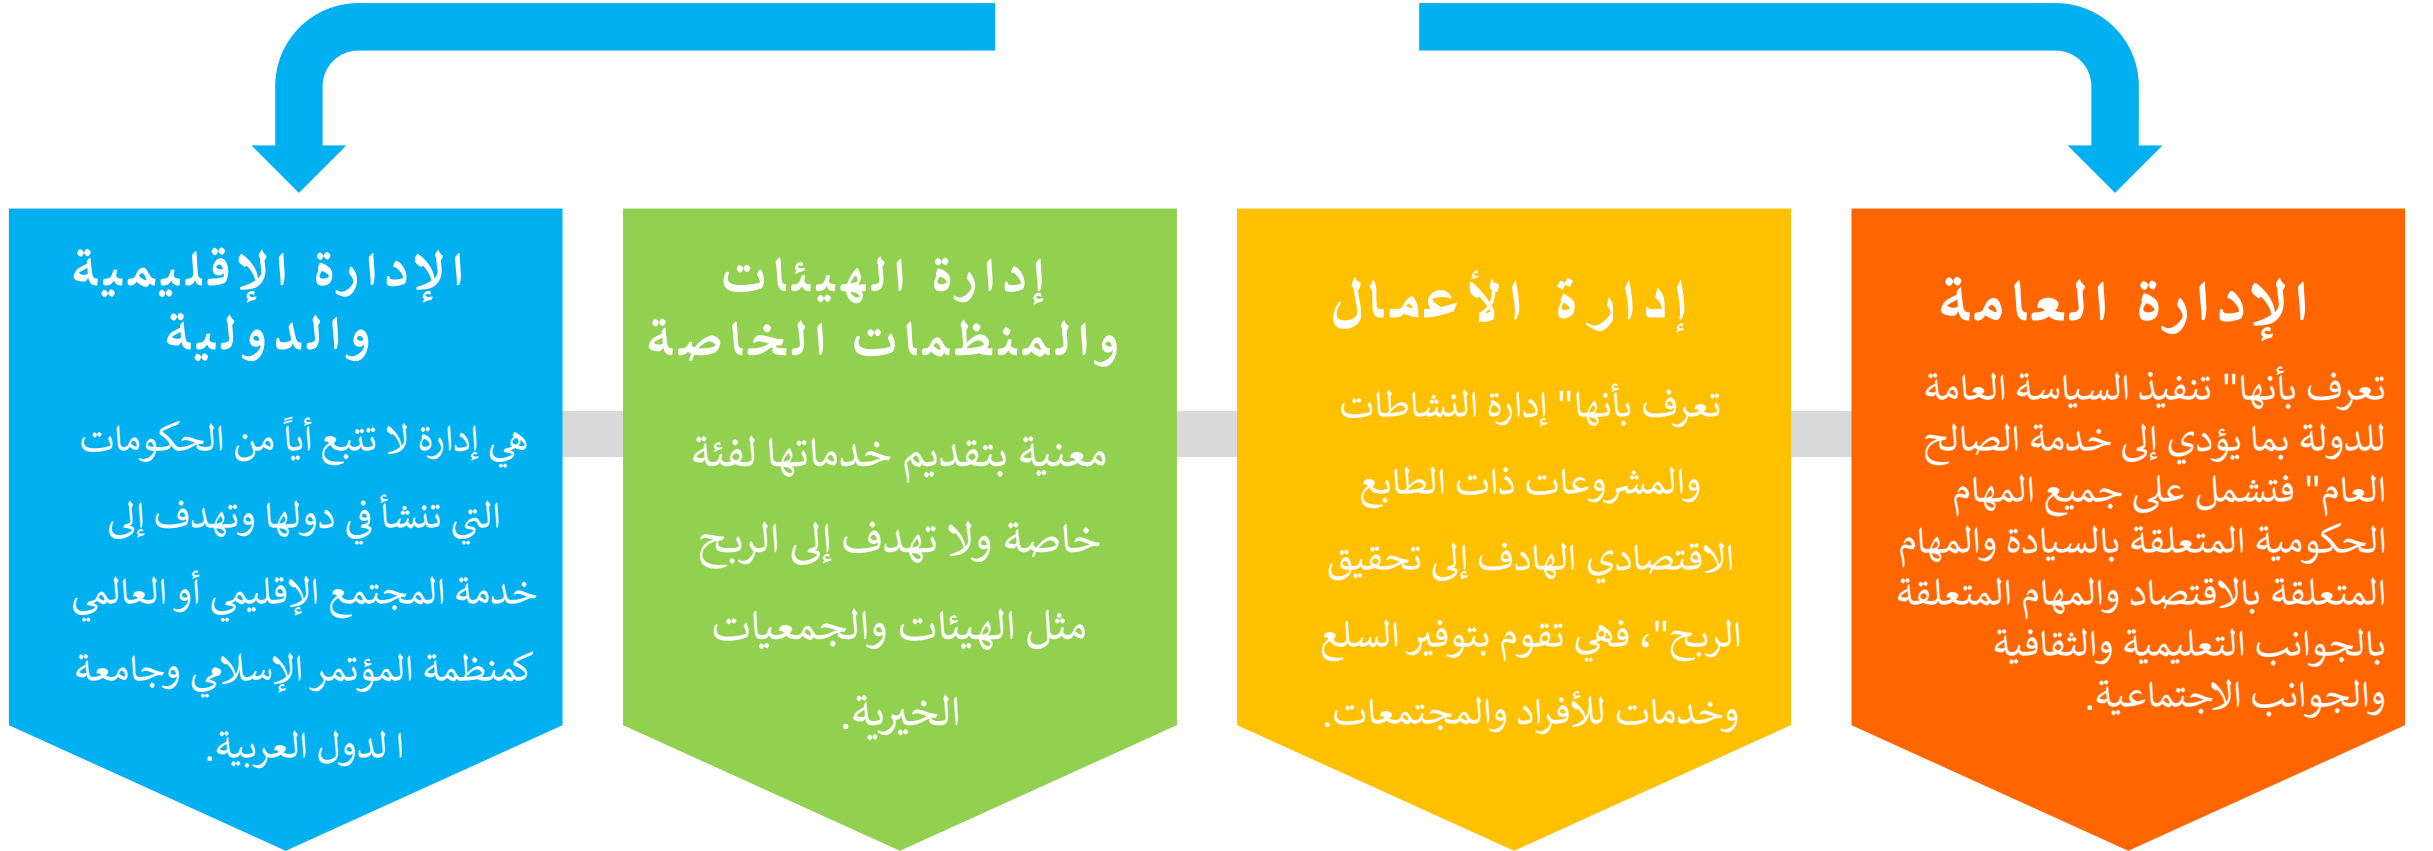 الإدارة العامة
تعرف بأنها" تنفيذ السياسة العامة
للدولة بما يؤدي إلى خدمة الصالح
العام" فتشمل على جميع المهام
الحكومية المتعلقة بالسيادة والمهام
المتعلقة بالاقتصاد والمهام المتعلقة
بالجوانب التعليمية والثقافية
والجوانب الاجتماعية.
إدارة الأعمال
تعرف بأنها" إدارة النشاطات
والمشروعات ذات الطابع
الاقتصادي الهادف إلى تحقيق
الربح"، فهي تقوم بتوفير السلع
وخدمات للأفراد والمجتمعات.
إدارة الهيئات
والمنظمات الخاصة
معنية بتقديم خدماتها لفئة
خاصة ولا تهدف إلى الربح
مثل الهيئات والجمعيات
الخيرية.
الإدارة الإقليمية
والدولية
هي إدارة لا تتبع أياً من الحكومات
التي تنشأ في دولها وتهدف إلى
خدمة المجتمع الإقليمي أو العالمي
كمنظمة المؤتمر الإسلامي وجامعة
ا لدول العربية.